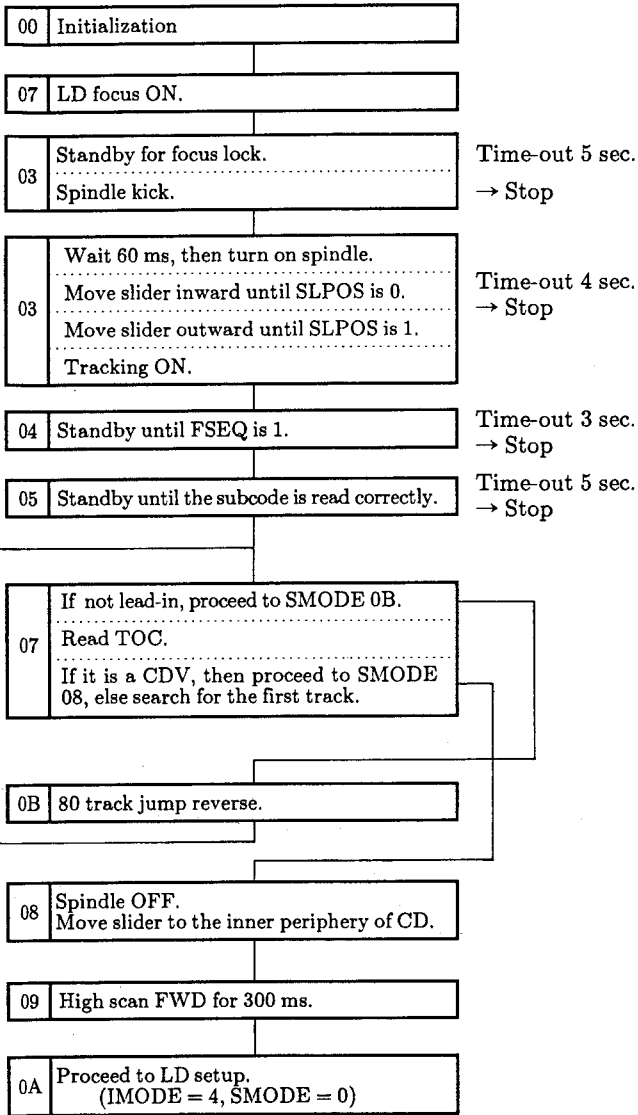 00 Initialization
07 LD focus ON.
03 Standby for focus lock.
Spindle kick.
Time-out 5 sec.
→ Stop
03 Wait 60 ms, then turn on spindle.
Move slider inward until SLPOS is 0.
Move slider outward until SLPOS is 1.
Tracking ON.
Time-out 4 sec.
→ Stop
04 Standby until FSEQ is 1.
Time-out 3 sec.
→ Stop
05 Standby until the subcode is read correctly.
Time-out 5 sec.
→ Stop
07 If not lead-in, proceed to SMODE 0B.
Read TOC.
If it is a CDV, then proceed to SMODE
08, else search for the first track.
0B 80 track jump reverse.
08 Spindle OFF.
Move slider to the inner periphery of CD.
09 High scan FWD for 300 ms.
0A Proceed to LD setup.
(IMODE = 4, SMODE = 0)